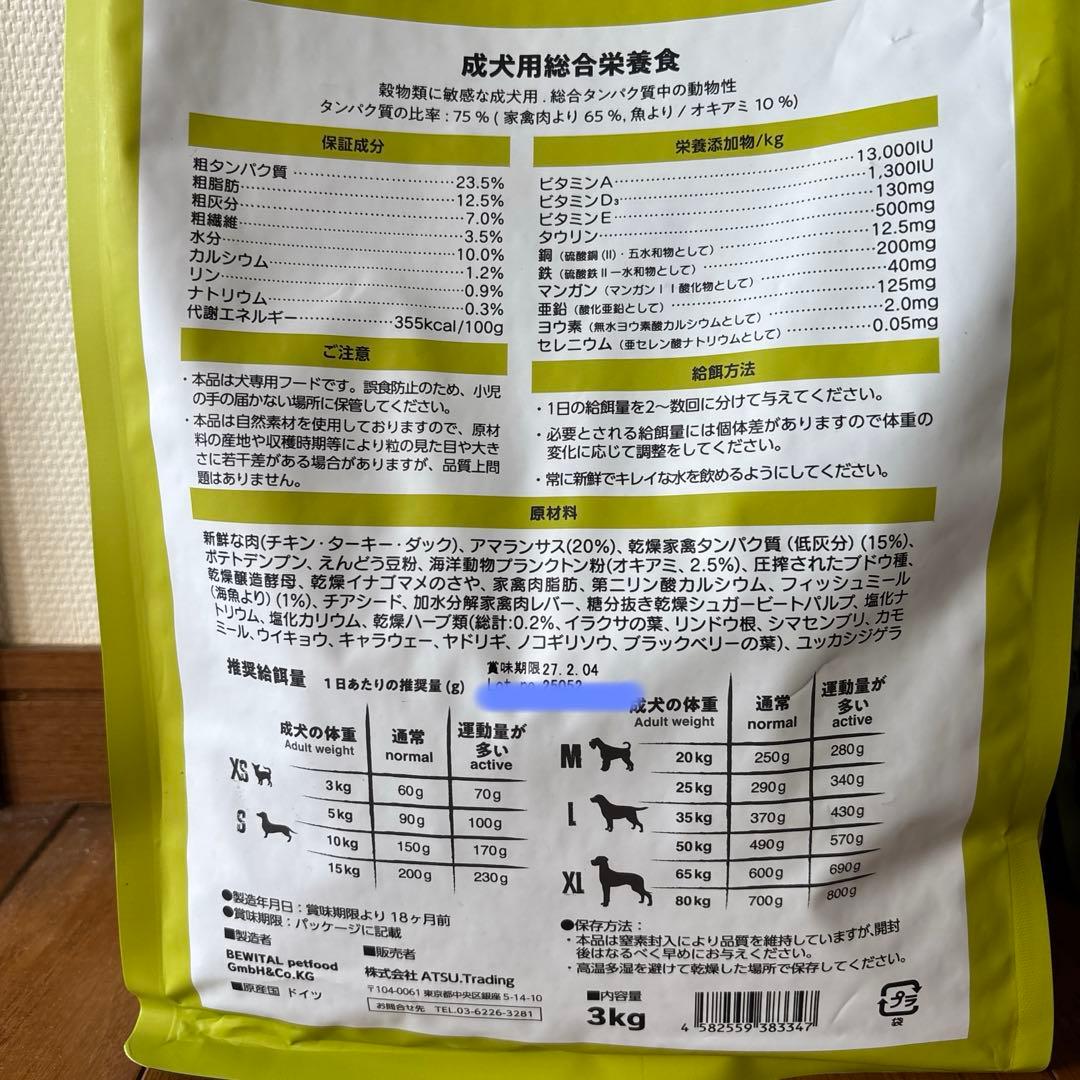 成犬用総合栄養食
穀物類に敏感な成犬用.総合タンパク質中の動物性
タンパク質の比率:75%(家禽肉より65%,魚より/オキアミ10%)
保証成分
粗タンパク質 23.5%
粗脂肪 12.5%
粗灰分 7.0%
粗繊維 3.5%
水分 10.0%
カルシウム 1.2%
リン 0.9%
ナトリウム 0.3%
代謝エネルギー 355kcal/100g
栄養添加物/kg
ビタミンA 13,000IU
ビタミンD₃ 1,300IU
ビタミンE 130mg
タウリン 500mg
銅(硫酸銅(II)・五水和物として) 12.5mg
鉄(硫酸鉄II一水和物として) 200mg
マンガン(マンガンII酸化物として) 40mg
亜鉛(酸化亜鉛として) 125mg
ヨウ素(無水ヨウ素酸カルシウムとして) 2.0mg
セレニウム(亜セレン酸ナトリウムとして) 0.05mg
ご注意
・本品は犬専用フードです。誤食防止のため、小児
の手の届かない場所に保管してください。
・本品は自然素材を使用しておりますので、原材
料の産地や収穫時期等により粒の見た目や大き
さに若干差がある場合がありますが、品質上問
題はありません。
給餌方法
・1日の給餌量を2〜数回に分けて与えてください。
・必要とされる給餌量には個体差がありますので体重の
変化に応じて調整をしてください。
・常に新鮮でキレイな水を飲めるようにしてください。
原材料
新鮮な肉(チキン・ターキー・ダック)、アマランサス(20%)、乾燥家禽タンパク質(低灰分)(15%)、
ポテトデンプン、えんどう豆粉、海洋動物プランクトン粉(オキアミ、2.5%)、圧搾されたブドウ種、
乾燥醸造酵母、乾燥イナゴマメのさや、家禽肉脂肪、第二リン酸カルシウム、フィッシュミール
(海魚より)(1%)、チアシード、加水分解家禽肉レバー、糖分抜き乾燥シュガービートパルプ、塩化ナ
トリウム、塩化カリウム、乾燥ハーブ類(総計:0.2%、イラクサの葉、リンドウ根、シマセンブリ、カモ
ミール、ウイキョウ、キャラウェー、ヤドリギ、ノコギリソウ、ブラックベリーの葉)、ユッカシジゲラ
賞味期限27.2.04
推奨給餌量 1日あたりの推奨量(g)
成犬の体重 通常 運動量が
多い
Adult weight normal active
XS 3kg 60g 70g
S 5kg 90g 100g
10kg 150g 170g
15kg 200g 230g
成犬の体重 通常 運動量が
多い
Adult weight normal active
M 20kg 250g 280g
25kg 290g 340g
L 35kg 370g 430g
50kg 490g 570g
XL 65kg 600g 690g
80kg 700g 800g
●製造年月日:賞味期限より18ヶ月前
●賞味期限:パッケージに記載
■製造者
BEWITAL petfood
GmbH&Co.KG
■原産国 ドイツ
■販売者
株式会社ATSU.Trading
〒104-0061 東京都中央区銀座5-14-10
お問合せ先 TEL.03-6226-3281
●保存方法:
・本品は窒素封入により品質を維持していますが、開封
後はなるべく早めにお与えください。
・高温多湿を避けて乾燥した場所で保存してください。
■内容量
3kg
4 582559 383347
プラ
袋